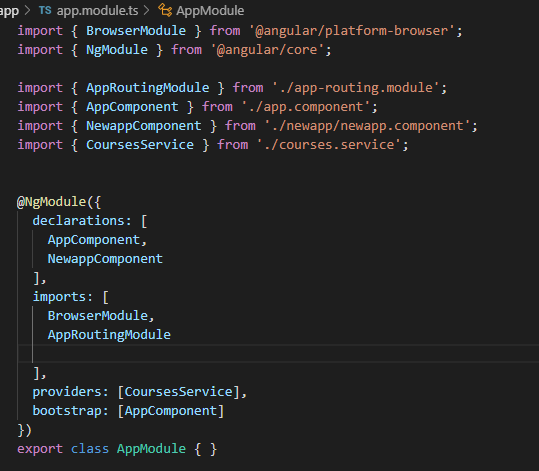 app > TS app.module.ts > AppModule
import { BrowserModule } from '@angular/platform-browser';
import { NgModule } from '@angular/core';
import { AppRoutingModule } from './app-routing.module';
import { AppComponent } from './app.component';
import { NewappComponent } from './newapp/newapp.component';
import { CoursesService } from './courses.service';
@NgModule({
declarations: [
AppComponent,
NewappComponent
],
imports: [
BrowserModule,
AppRoutingModule
],
providers: [CoursesService],
bootstrap: [AppComponent]
})
export class AppModule { }